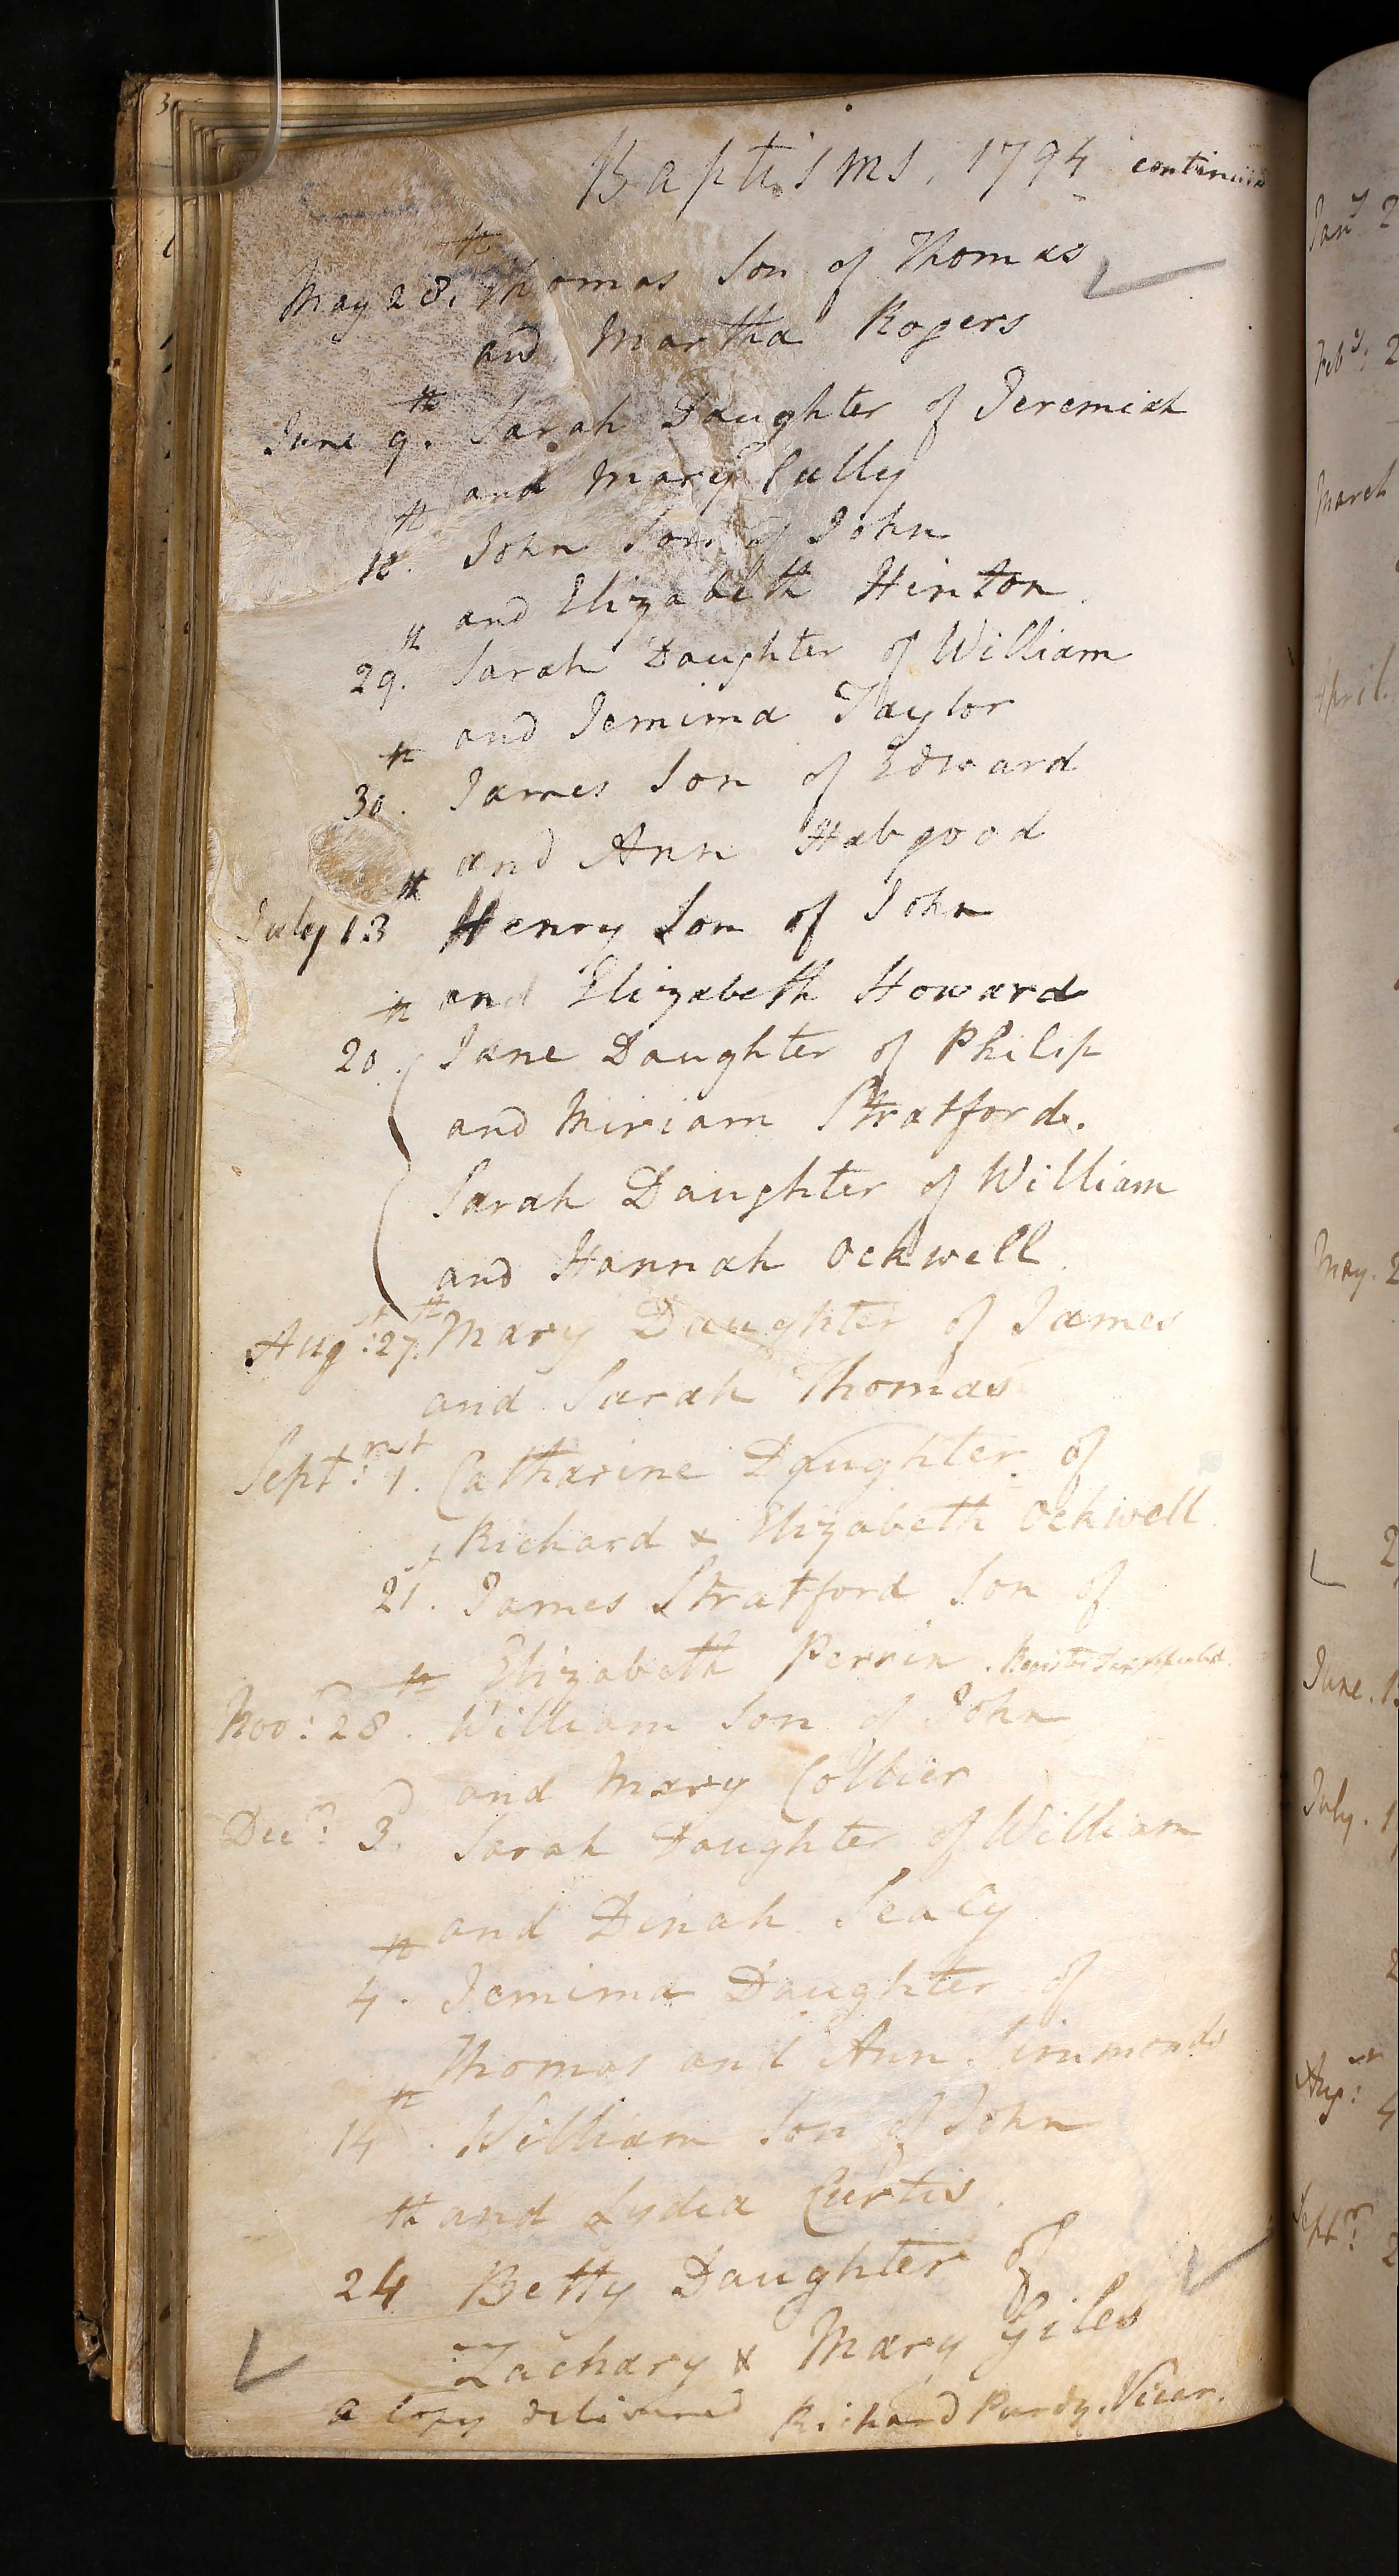 Baptisms, 1794 continued
May 28th. Thomas Son of Thomas
and Martha Rogers
June 9th. Sarah Daughter of Jeremiah
and Mary Cully
18th. John Son of John
and Elizabeth Hinton
29th. Sarah Daughter of William
and Jemima Taylor
30th. James Son of Edward
and Ann Habgood
July 13th Henry Son of John
and Elizabeth Howard
20th. Jane Daughter of Philip
and Miriam Stratford.
Sarah Daughter of William
and Hannah Ockwell
Augst: 27th. Mary Daughter of James
and Sarah Thomas
Septr: 1st. Catharine Daughter of
Richard & Elizabeth Ockwell
21st. James Stratford Son of
Elizabeth Perrin.
Novr: 28th. William Son of John
and Mary Collier
Decr: 3d. Sarah Daughter of William
and Dinah Sealy
4th. Jemima Daughter of
Thomas and Ann Simmonds
14th. William Son of John
and Lydia Curtis.
24th Betty Daughter of
Zachary & Mary Giles
a Copy delivered Richard Purdy. Vicar.
Jany 2
Feby: 2
March
April.
May. 2
2
June. 1
July. 1
Augst: 4
Septr: 2